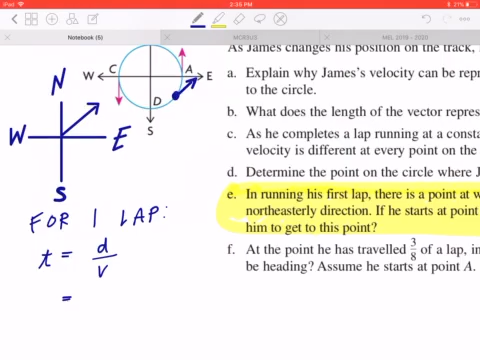 2:35 PM
21%
Notebook (5)
MOEBIUS
MEL 2019 - 2020
As James changes his position on the track,
a. Explain why James's velocity can be
to the circle.
b. What does the length of the vector
c. As he completes a lap running at a
velocity is different at every point on the
d. Determine the point on the circle where
e. In running his first lap, there is a point at
northeasterly direction. If he starts at point
him to get to this point?
f. At the point he has travelled 3/8 of a lap, in
be heading? Assume he starts at point A.
C A
W E
D
S
N
W E
S
FOR 1 LAP:
t = d/v
=